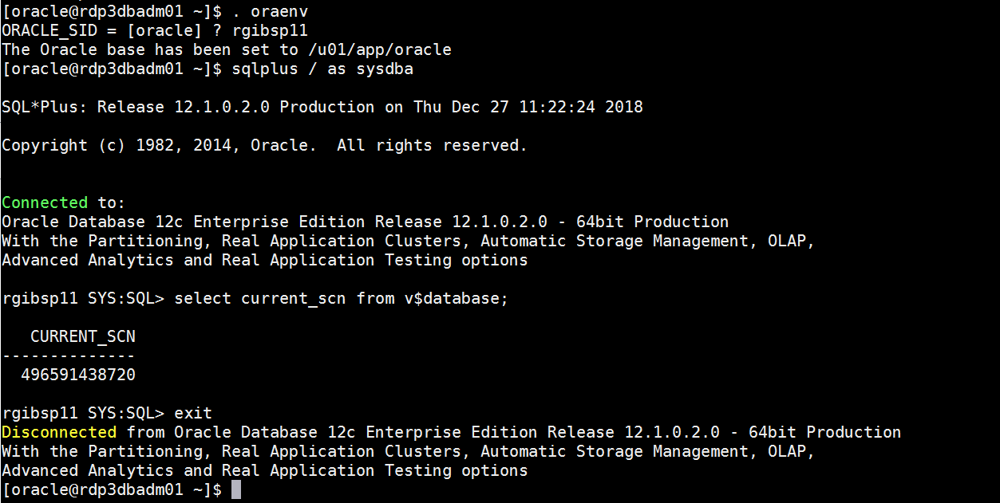 [oracle@rdp3dbadm01 ~]$ . oraenv
ORACLE_SID = [oracle] ? rgibsp11
The Oracle base has been set to /u01/app/oracle
[oracle@rdp3dbadm01 ~]$ sqlplus / as sysdba
SQL*Plus: Release 12.1.0.2.0 Production on Thu Dec 27 11:22:24 2018
Copyright (c) 1982, 2014, Oracle.  All rights reserved.
Connected to:
Oracle Database 12c Enterprise Edition Release 12.1.0.2.0 - 64bit Production
With the Partitioning, Real Application Clusters, Automatic Storage Management, OLAP,
Advanced Analytics and Real Application Testing options
rgibsp11 SYS:SQL> select current_scn from v$database;
   CURRENT_SCN
--------------
  496591438720
rgibsp11 SYS:SQL> exit
Disconnected from Oracle Database 12c Enterprise Edition Release 12.1.0.2.0 - 64bit Production
With the Partitioning, Real Application Clusters, Automatic Storage Management, OLAP,
Advanced Analytics and Real Application Testing options
[oracle@rdp3dbadm01 ~]$